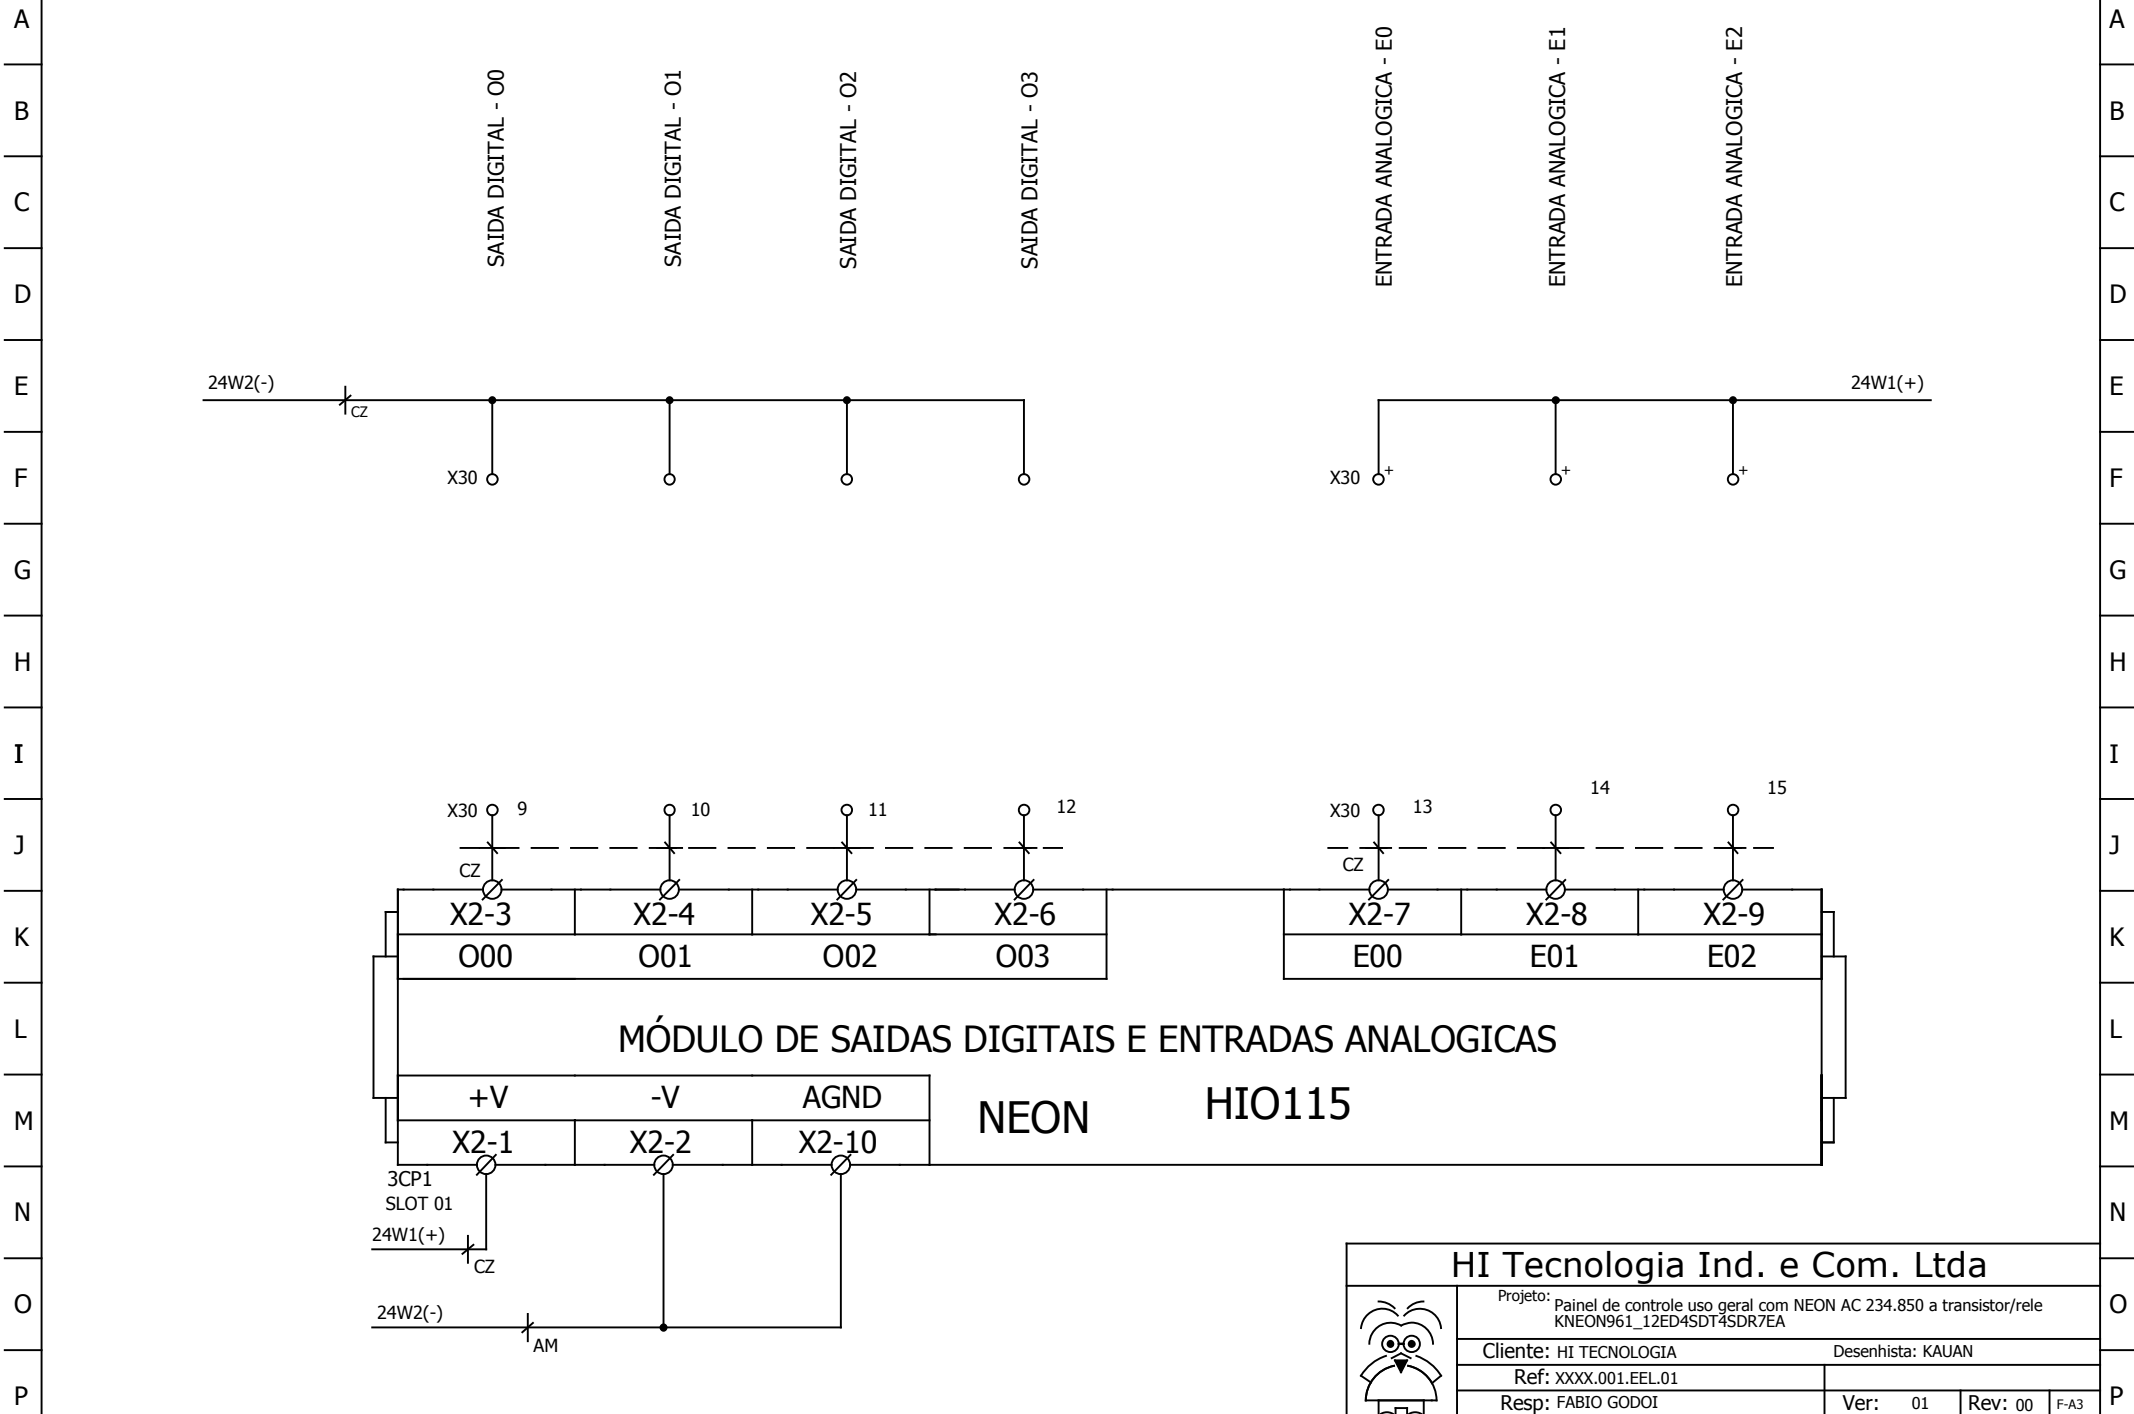 A A
SAIDA DIGITAL - O0
SAIDA DIGITAL - O1
SAIDA DIGITAL - O2
SAIDA DIGITAL - O3
ENTRADA ANALOGICA - E0
ENTRADA ANALOGICA - E1
ENTRADA ANALOGICA - E2
B B
C C
D D
24W2(-) 24W1(+)
E E
CZ
X30 X30 + + +
F F
G G
H H
I I
14 15
X30 9 10 11 12 X30 13
J J
CZ CZ
X2-3 X2-4 X2-5 X2-6 X2-7 X2-8 X2-9
K K
O00 O01 O02 O03 E00 E01 E02
L L
MÓDULO DE SAIDAS DIGITAIS E ENTRADAS ANALOGICAS
+V -V AGND
NEON HIO115
M M
X2-1 X2-2 X2-10
3CP1
SLOT 01
N N
24W1(+)
CZ
24W2(-)
AM
O O
P P
HI Tecnologia Ind. e Com. Ltda
Projeto: Painel de controle uso geral com NEON AC 234.850 a transistor/rele
KNEON961_12ED4SDT4SDR7EA
Cliente: HI TECNOLOGIA Desenhista: KAUAN
Ref: XXXX.001.EEL.01
Resp: FABIO GODOI Ver: 01 Rev: 00 F-A3